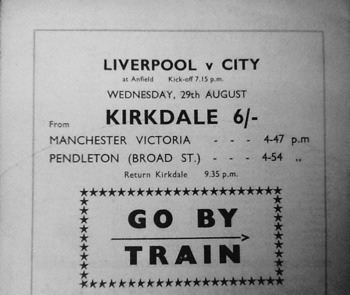 LIVERPOOL v CITY
at Anfield Kick-off 7.15 p.m.
WEDNESDAY, 29th AUGUST
From KIRKDALE 6/-
MANCHESTER VICTORIA - - - 4-47 p.m
PENDLETON (BROAD ST.) - - - 4-54 „
Return Kirkdale 9.35 p.m.
GO BY
TRAIN